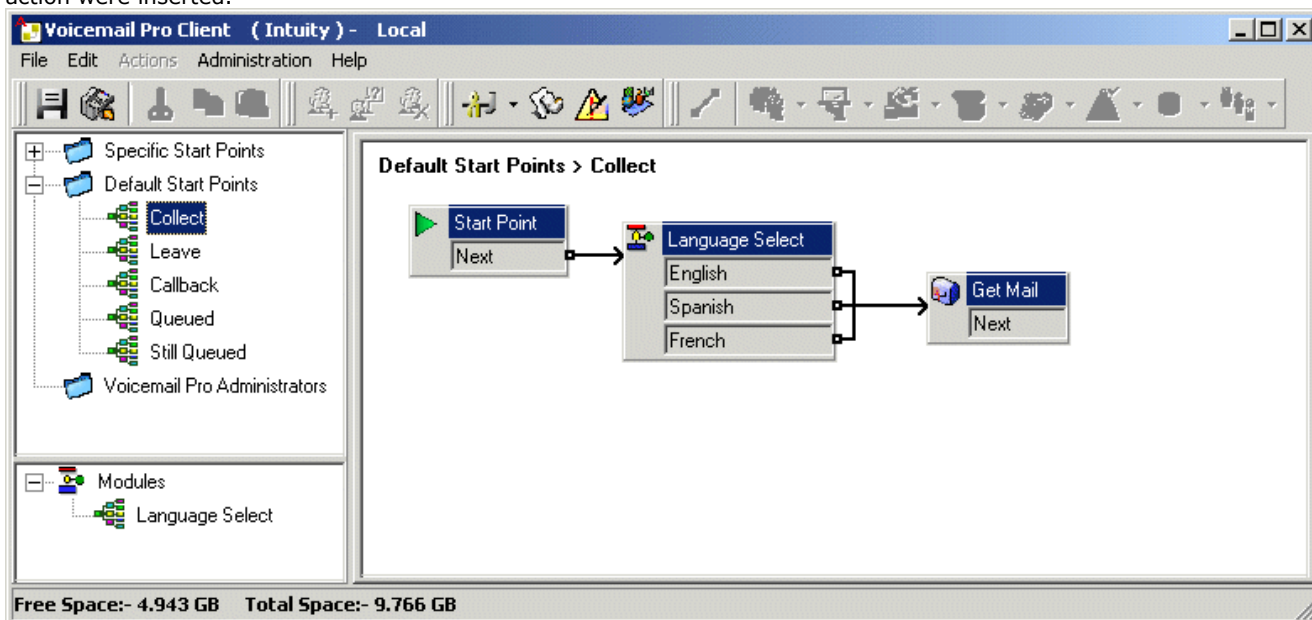 action were inserted.
Voicemail Pro Client (Intuity) - Local
File Edit Actions Administration Help
Specific Start Points
Default Start Points
Collect
Leave
Callback
Queued
Still Queued
Voicemail Pro Administrators
Modules
Language Select
Default Start Points > Collect
Start Point
Next
Language Select
English
Spanish
French
Get Mail
Next
Free Space:- 4.943 GB Total Space:- 9.766 GB